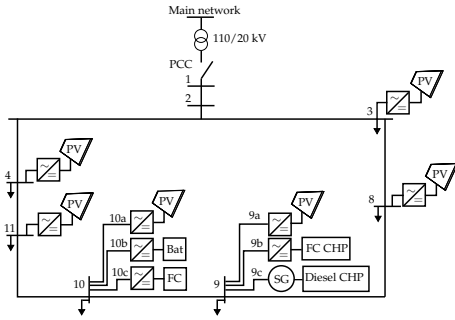 Main network
110/20 kV
PCC
1
2
3
PV
4
PV
PV
8
11
PV
10a
PV
10b
Bat
10c
FC
10
9a
PV
9b
FC CHP
9c
SG
Diesel CHP
9